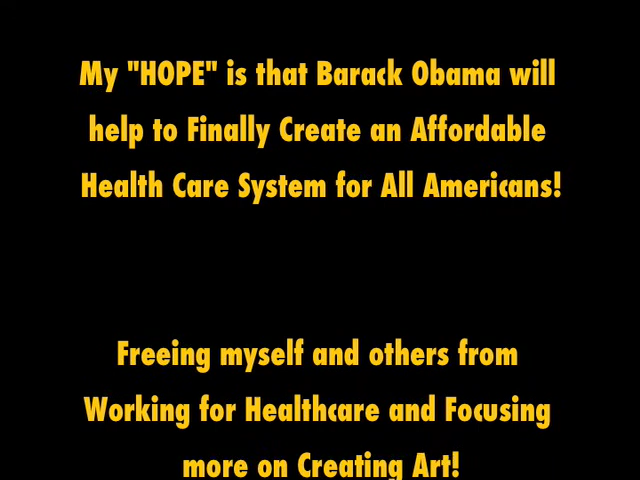 My "HOPE" is that Barack Obama will
help to Finally Create an Affordable
Health Care System for All Americans!
Freeing myself and others from
Working for Healthcare and Focusing
more on Creating Art!